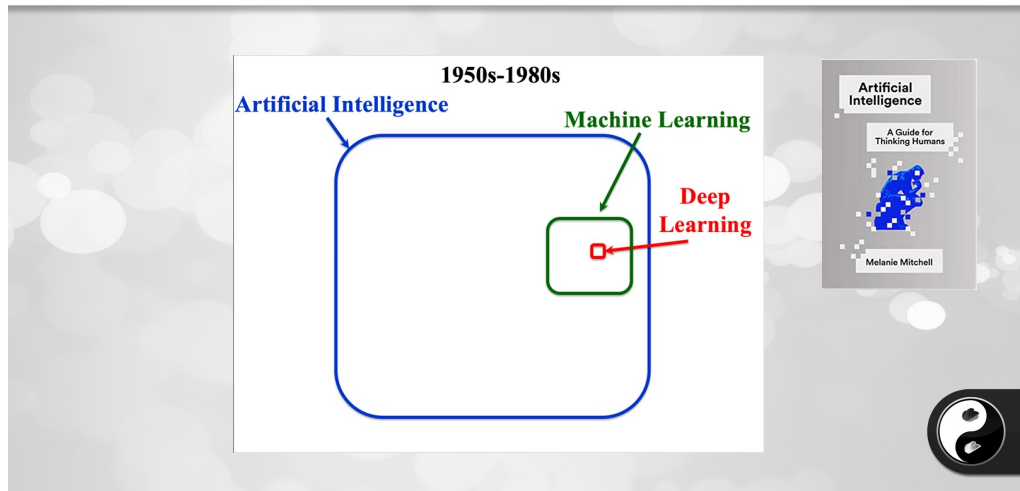 1950s-1980s
Artificial Intelligence
Machine Learning
Deep
Learning
Artificial
Intelligence
A Guide for
Thinking Humans
Melanie Mitchell